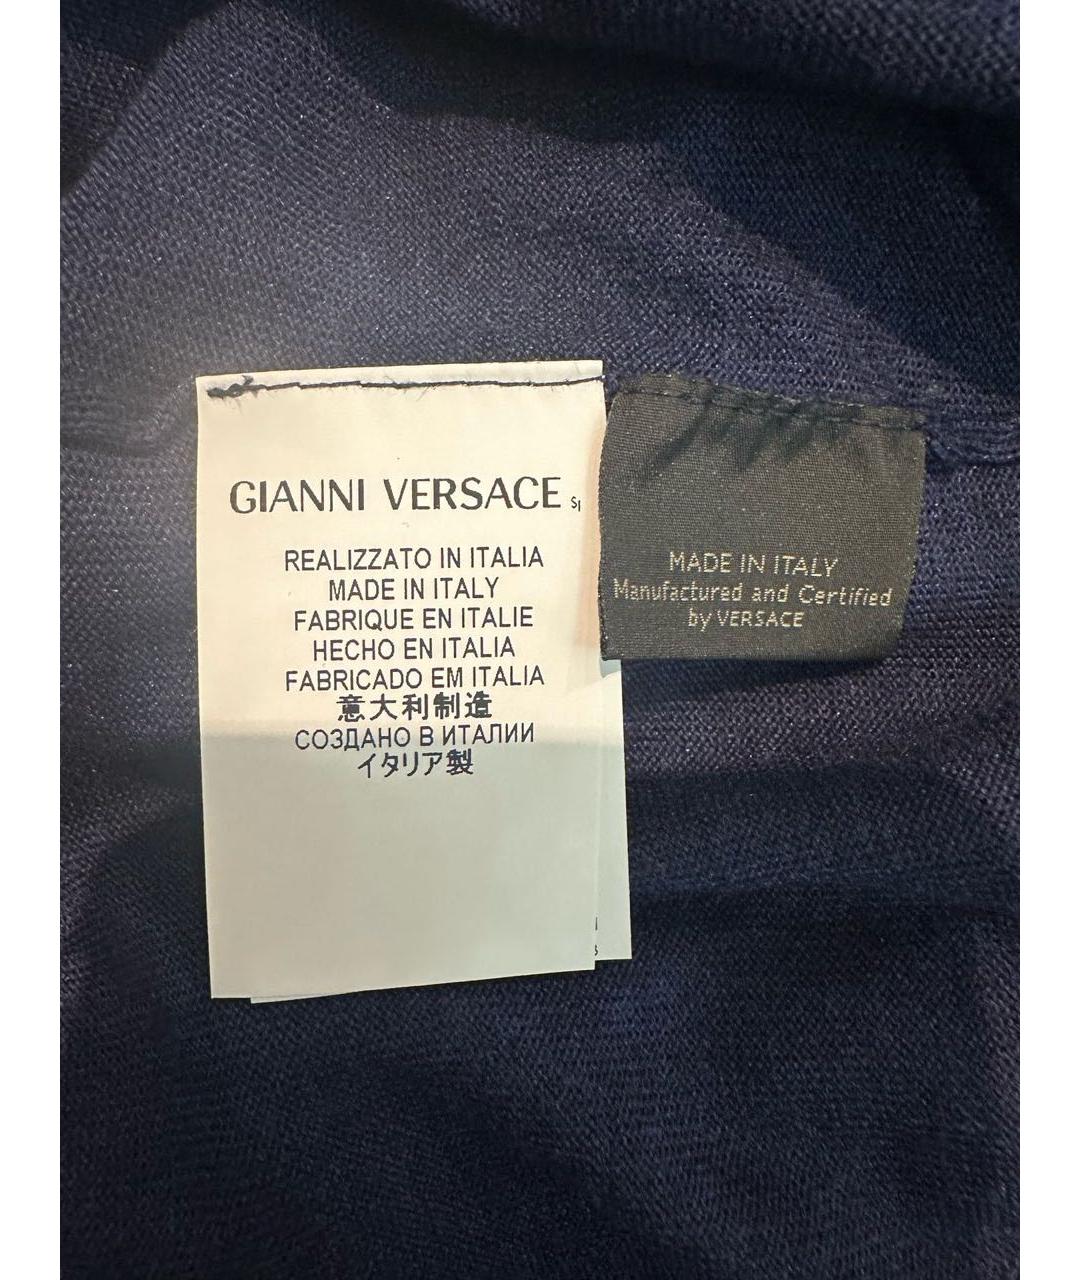 GIANNI VERSACE
REALIZZATO IN ITALIA
MADE IN ITALY
FABRIQUE EN ITALIE
HECHO EN ITALIA
FABRICADO EM ITALIA
意大利制造
СОЗДАНО В ИТАЛИИ
イタリア製
MADE IN ITALY
Manufactured and Certified
by VERSACE